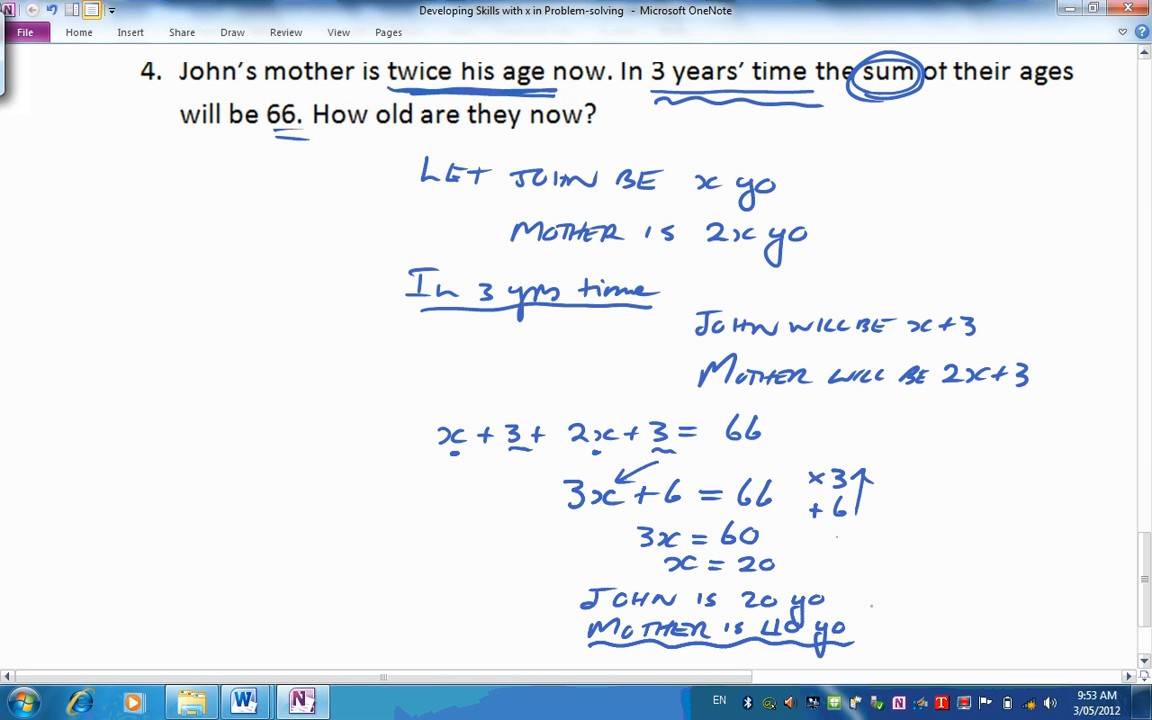 Developing Skills with x in Problem-solving - Microsoft OneNote
File Home Insert Share Draw Review View Pages
4. John's mother is twice his age now. In 3 years' time the sum of their ages
will be 66. How old are they now?
LET JOHN BE x yo
MOTHER IS 2x yo
In 3 yrs time
JOHN WILL BE x+3
MOTHER WILL BE 2x+3
x + 3 + 2x + 3 = 66
3x + 6 = 66 × 3
+ 6
3x = 60
x = 20
JOHN IS 20 yo
MOTHER IS 40 yo
EN
9:53 AM
3/05/2012